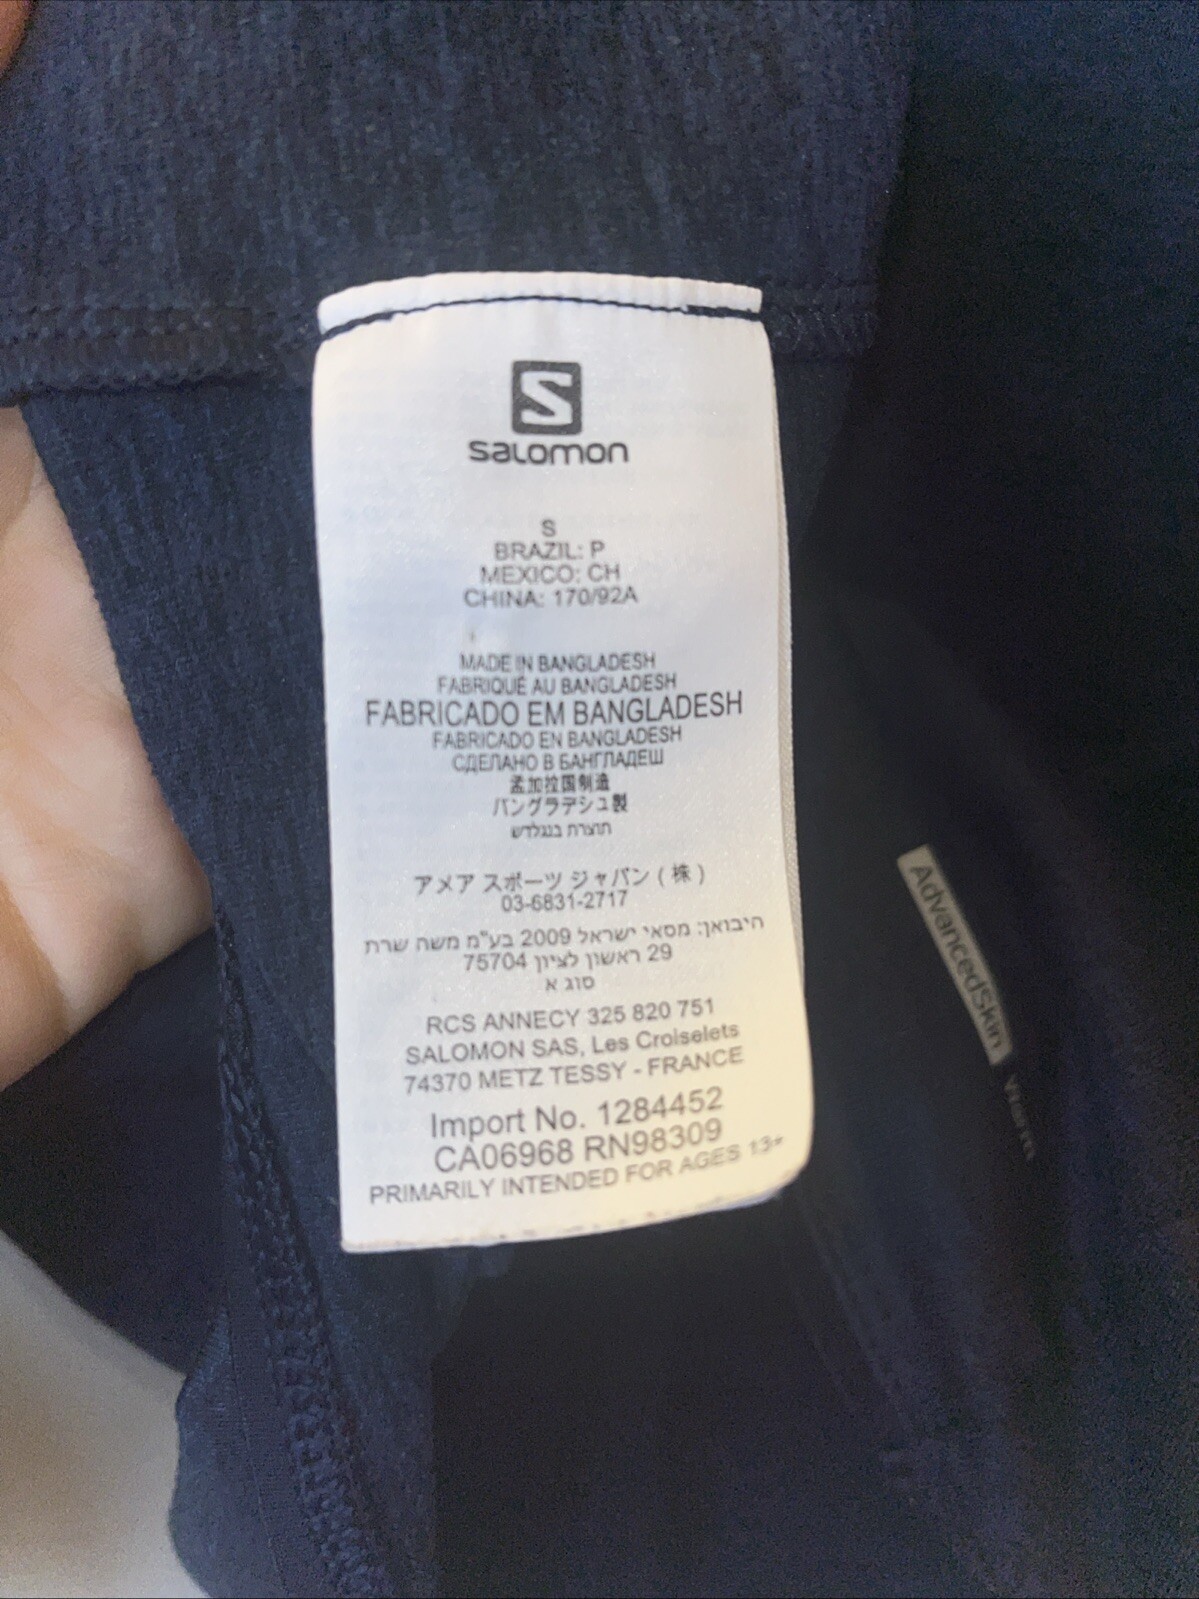 S
salomon
S
BRAZIL: P
MEXICO: CH
CHINA: 170/92A
MADE IN BANGLADESH
FABRIQUÉ AU BANGLADESH
FABRICADO EM BANGLADESH
FABRICADO EN BANGLADESH
СДЕЛАНО В БАНГЛАДЕШ
孟加拉国制造
バングラデシュ製
תוצרת בנגלדש
アメア スポーツ ジャパン ( 株 )
03-6831-2717
היבואן: מסאי ישראל 2009 בע"מ משה שרת
29 ראשון לציון 75704
סוג א
RCS ANNECY 325 820 751
SALOMON SAS, Les Croiselets
74370 METZ TESSY - FRANCE
Import No. 1284452
CA06968 RN98309
PRIMARILY INTENDED FOR AGES 13+
AdvancedSkin